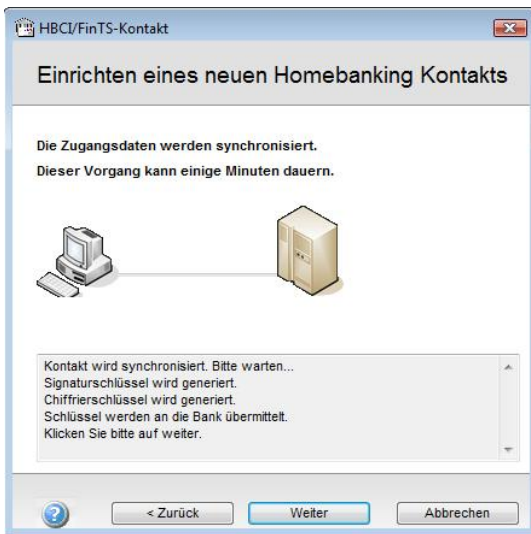 HBCI/FinTS-Kontakt
Einrichten eines neuen Homebanking Kontakts
Die Zugangsdaten werden synchronisiert.
Dieser Vorgang kann einige Minuten dauern.
Kontakt wird synchronisiert. Bitte warten...
Signaturschlüssel wird generiert.
Chiffrierschlüssel wird generiert.
Schlüssel werden an die Bank übermittelt.
Klicken Sie bitte auf weiter.
? < Zurück Weiter Abbrechen